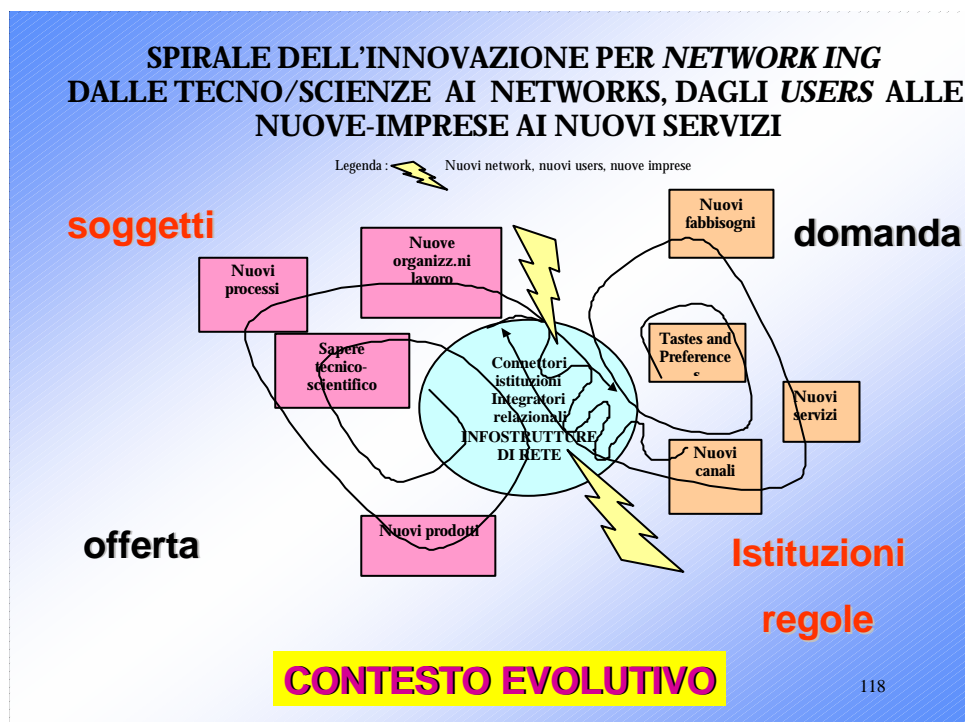 SPIRALE DELL'INNOVAZIONE PER NETWORK ING
DALLE TECNO/SCIENZE AI NETWORKS, DAGLI USERS ALLE
NUOVE-IMPRESE AI NUOVI SERVIZI
Legenda : Nuovi network, nuovi users, nuove imprese
soggetti
domanda
Nuovi
fabbisogni
Nuove
organizz.ni
lavoro
Nuovi
processi
Sapere
tecnico-
scientifico
Connettori
istituzioni
Integratori
relazionali
INFOSTRUTTURE
DI RETE
Tastes and
Preference
s
Nuovi
servizi
Nuovi
canali
Nuovi prodotti
offerta
Istituzioni
regole
CONTESTO EVOLUTIVO
118